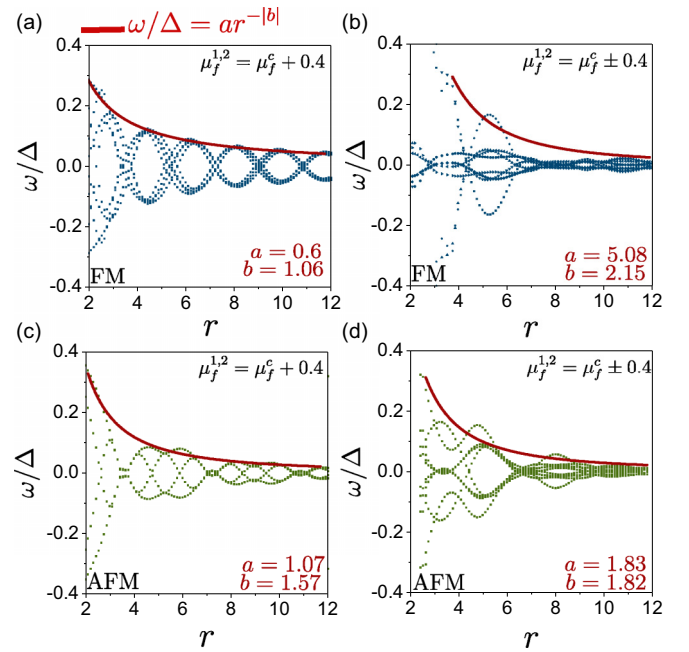 (a) ω/Δ = ar^{-|b|} (b)
μ_f^{1,2} = μ_f^c + 0.4
ω/Δ
0.4
0.2
0.0
-0.2
-0.4
FM
a = 0.6
b = 1.06
2 4 6 8 10 12
r
μ_f^{1,2} = μ_f^c ± 0.4
ω/Δ
0.4
0.2
0.0
-0.2
-0.4
FM
a = 5.08
b = 2.15
2 4 6 8 10 12
r
(c)
μ_f^{1,2} = μ_f^c + 0.4
ω/Δ
0.4
0.2
0.0
-0.2
-0.4
AFM
a = 1.07
b = 1.57
2 4 6 8 10 12
r
(d)
μ_f^{1,2} = μ_f^c ± 0.4
ω/Δ
0.4
0.2
0.0
-0.2
-0.4
AFM
a = 1.83
b = 1.82
2 4 6 8 10 12
r